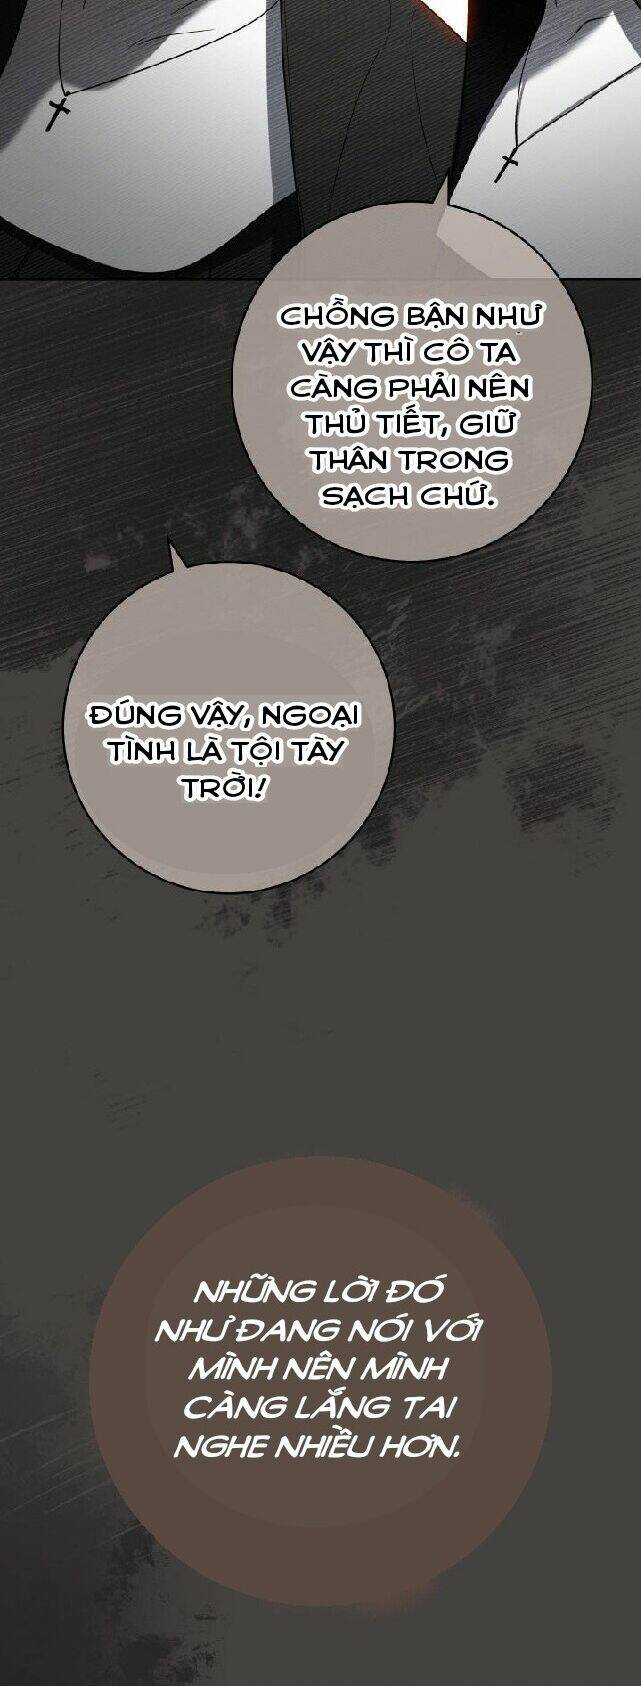 CHỒNG BẬN NHƯ
VẬY THÌ CÔ TA
CÀNG PHẢI NÊN
THỦ TIẾT, GIỮ
THÂN TRONG
SẠCH CHỨ.
ĐÚNG VẬY, NGOẠI
TÌNH LÀ TỘI TÀY
TRỜI!
NHỮNG LỜI ĐÓ
NHƯ ĐANG NÓI VỚI
MÌNH NÊN MÌNH
CÀNG LẮNG TAI
NGHE NHIỀU HƠN.